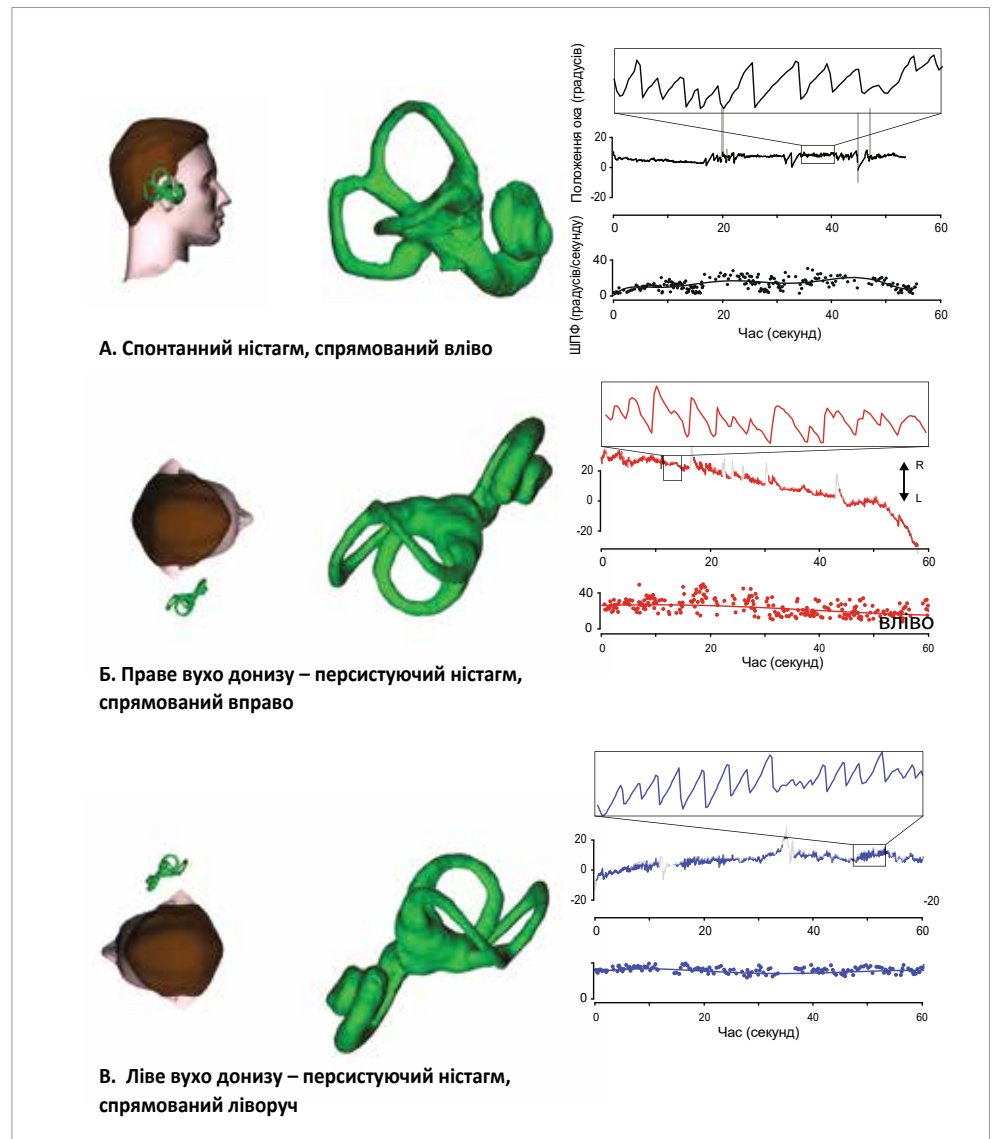 Положення ока (градусів)
20
0
-20
0
20
40
60
ШПФ (градусів/секунду)
40
0
0
20
40
60
Час (секунд)
А. Спонтанний ністагм, спрямований вліво
20
0
-20
R
L
20
40
60
40
0
вліво
0
20
40
60
Час (секунд)
Б. Праве вухо донизу – персистуючий ністагм,
спрямований вправо
20
0
-20
-20
0
20
40
60
0
0
20
40
60
Час (секунд)
В. Ліве вухо донизу – персистуючий ністагм,
спрямований ліворуч